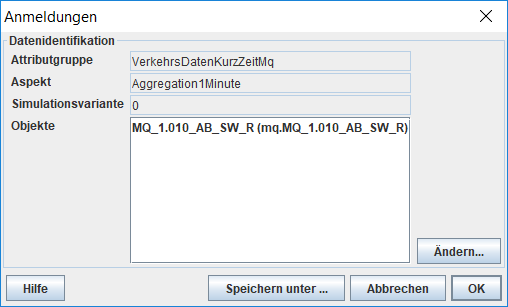 Anmeldungen
Datenidentifikation
Attributgruppe VerkehrsDatenKurzZeitMq
Aspekt Aggregation1Minute
Simulationsvariante 0
Objekte MQ_1.010_AB_SW_R (mq.MQ_1.010_AB_SW_R)
Ändern...
Hilfe Speichern unter ... Abbrechen OK